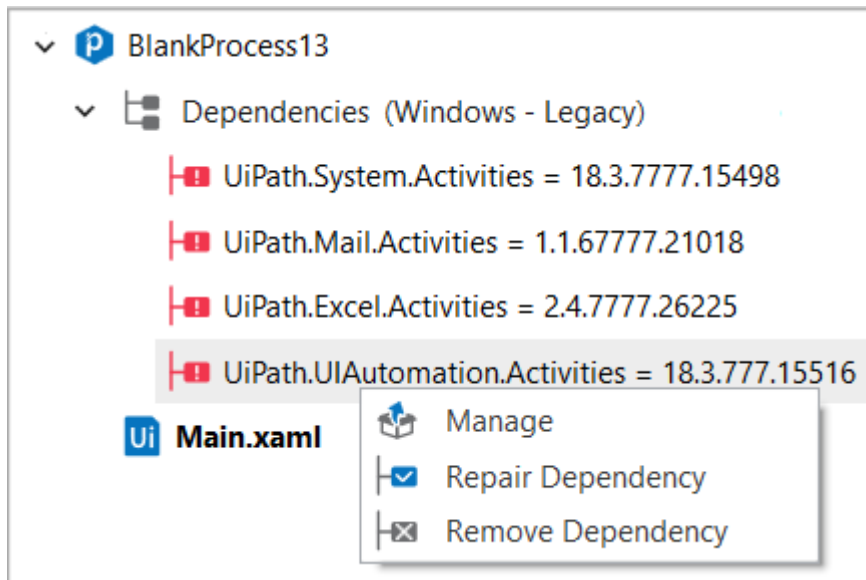 BlankProcess13
Dependencies (Windows - Legacy)
UiPath.System.Activities = 18.3.7777.15498
UiPath.Mail.Activities = 1.1.67777.21018
UiPath.Excel.Activities = 2.4.7777.26225
UiPath.UIAutomation.Activities = 18.3.777.15516
Ui Main.xaml
Manage
Repair Dependency
Remove Dependency